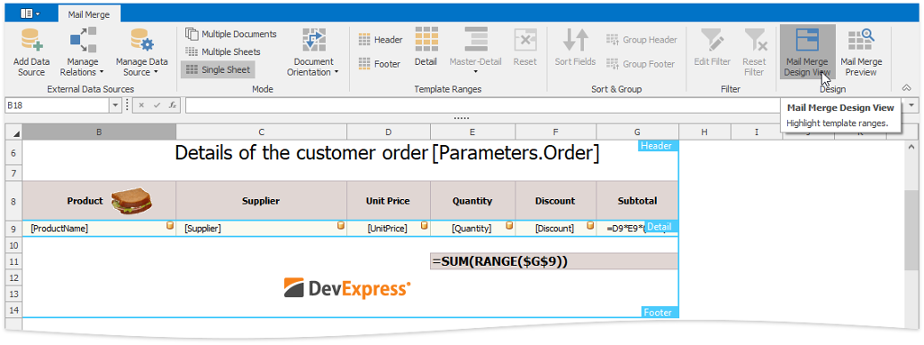 Mail Merge
Add Data Source
Manage Relations
Manage Data Source
External Data Sources
Multiple Documents
Multiple Sheets
Single Sheet
Document Orientation
Mode
Header
Footer
Detail
Master-Detail
Reset
Template Ranges
Sort Fields
Group Header
Group Footer
Sort & Group
Edit Filter
Reset Filter
Filter
Mail Merge Design View
Mail Merge Preview
Design
B18
Mail Merge Design View
Highlight template ranges.
B C D E F G H I
6 Details of the customer order [Parameters.Order] Header
7
8 Product Supplier Unit Price Quantity Discount Subtotal
9 [ProductName] [Supplier] [UnitPrice] [Quantity] [Discount] =D9*E9*( Detail
10
11 =SUM(RANGE($G$9))
12
DevExpress
13
14 Footer